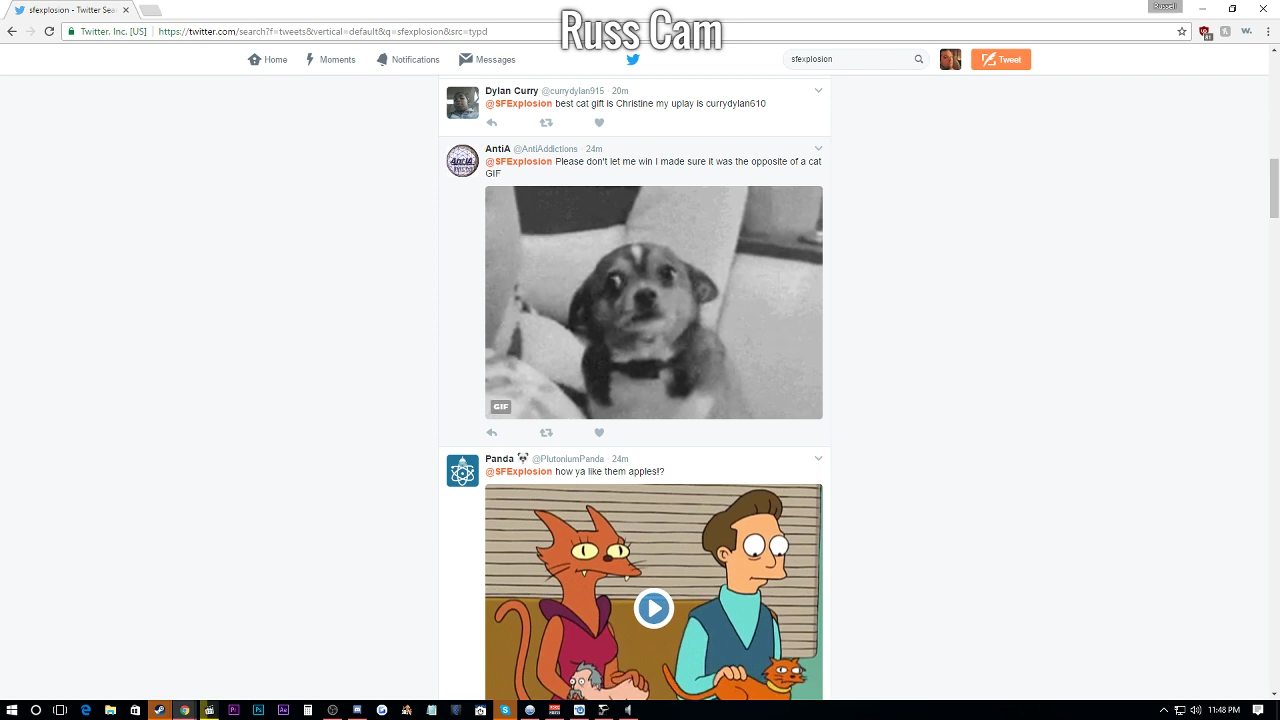 Russell
sfexplosion - Twitter Sear
Russ Cam
Twitter, Inc. [US] https://twitter.com/search?f=tweets&vertical=default&q=sfexplosion&src=typd
Home Moments Notifications Messages sfexplosion Tweet
Dylan Curry @currydylan915 · 20m
@SFExplosion best cat gift is Christine my uplay is currydylan610
AntiA @AntiAddictions · 24m
@SFExplosion Please don't let me win I made sure it was the opposite of a cat
GIF
GIF
Panda @PlutoniumPanda · 24m
@SFExplosion how ya like them apples!?
11:48 PM